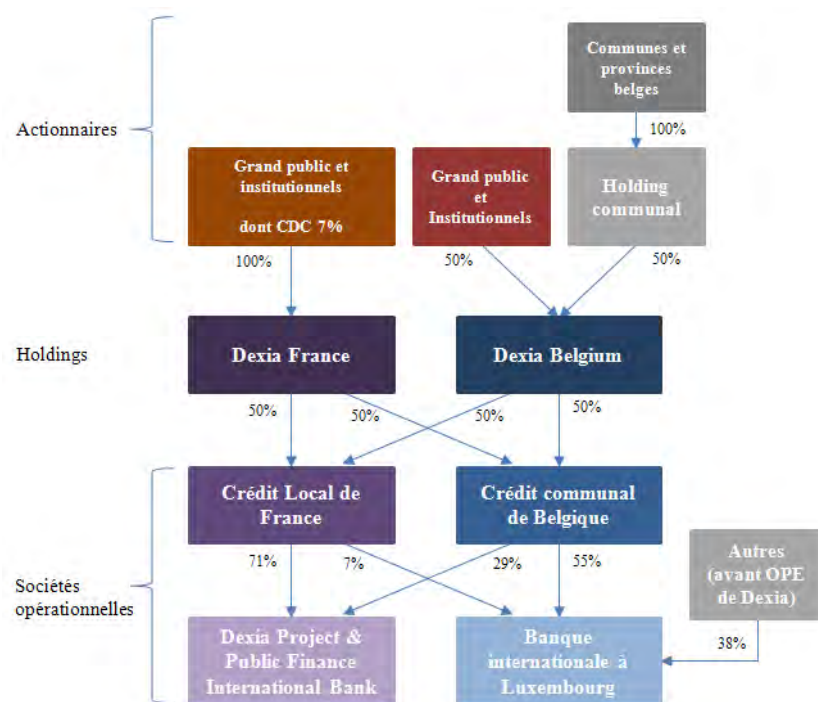 Communes et
provinces
belges
Actionnaires
100%
Grand public et
institutionnels
dont CDC 7%
Grand public
et
Institutionnels
Holding
communal
100%
50%
50%
Holdings
Dexia France
Dexia Belgium
50%
50%
50%
50%
Crédit Local de
France
Crédit communal
de Belgique
71%
7%
29%
55%
Autres
(avant OPE
de Dexia)
Sociétés
opérationnelles
Dexia Project &
Public Finance
International Bank
Banque
internationale à
Luxembourg
38%